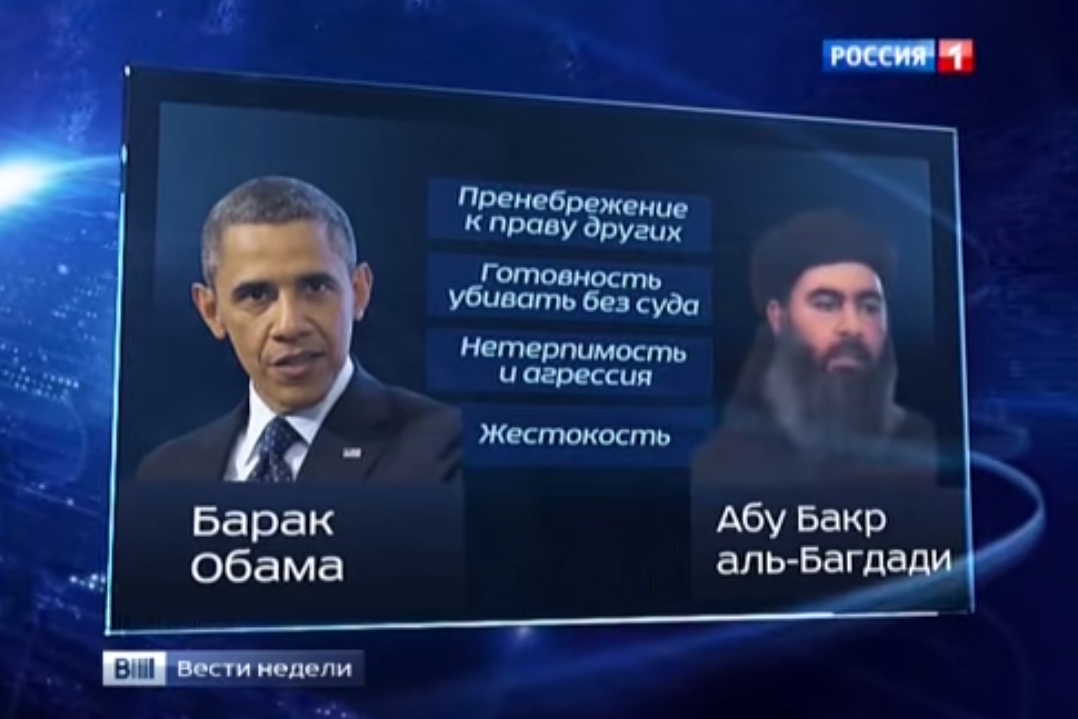 РОССИЯ 1
Пренебрежение
к праву других
Готовность
убивать без суда
Нетерпимость
и агрессия
Жестокость
Барак
Обама
Абу Бакр
аль-Багдади
В
Вести недели